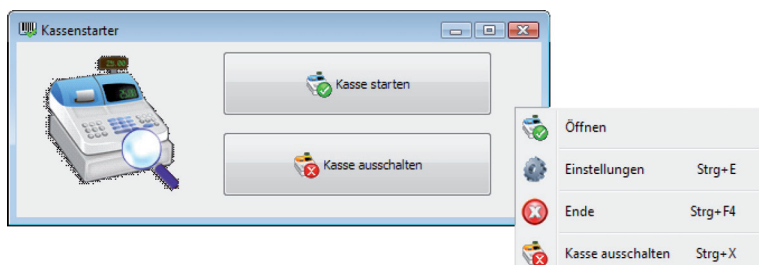 Kassenstarter
Kasse starten
Kasse ausschalten
Öffnen
Einstellungen Strg+E
Ende Strg+F4
Kasse ausschalten Strg+X